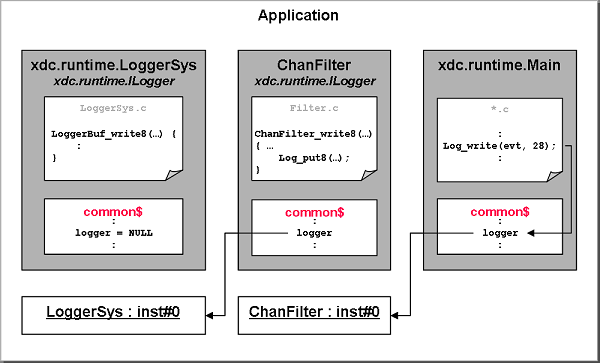 Application
xdc.runtime.LoggerSys
xdc.runtime.ILogger
LoggerSys.c
LoggerBuf_write8(…) {
:
}
common$
:
logger = NULL
:
LoggerSys : inst#0
ChanFilter
xdc.runtime.ILogger
Filter.c
ChanFilter_write8(…)
{ …
Log_put8(…);
}
common$
:
logger
:
ChanFilter : inst#0
xdc.runtime.Main
*.c
:
Log_write(evt, 28);
:
common$
:
logger
: